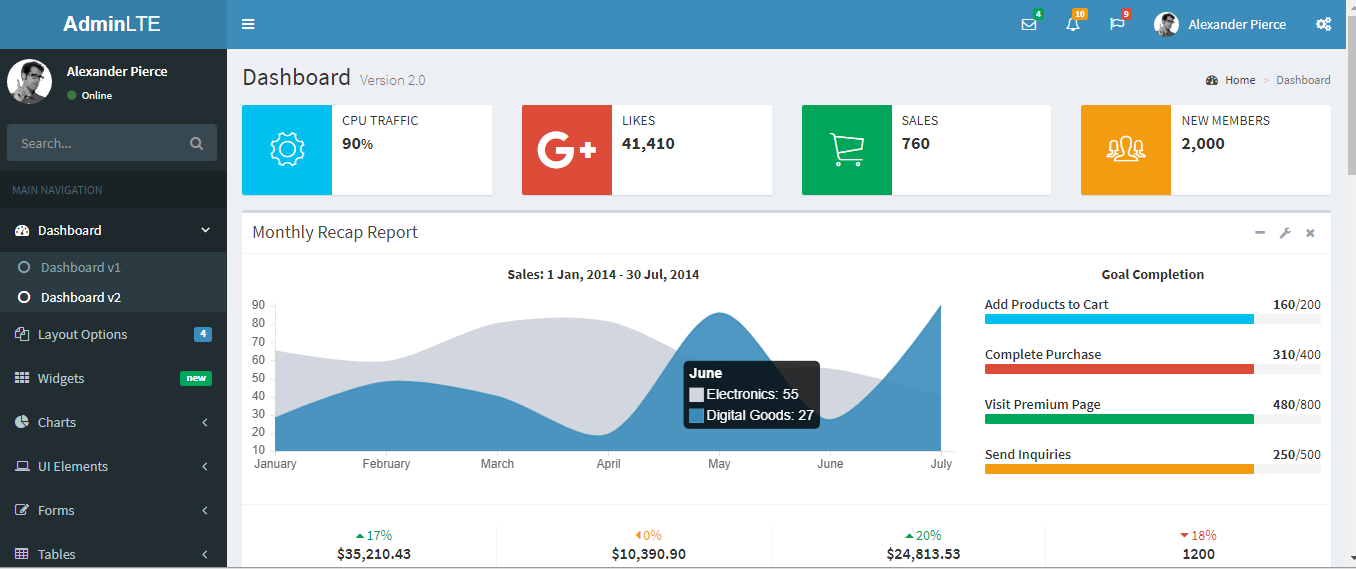 AdminLTE
4
10
9
Alexander Pierce
Alexander Pierce
Online
Search...
MAIN NAVIGATION
Dashboard
Dashboard v1
Dashboard v2
Layout Options 4
Widgets new
Charts
UI Elements
Forms
Tables
Dashboard Version 2.0
Home > Dashboard
CPU TRAFFIC
90%
G+
LIKES
41,410
SALES
760
NEW MEMBERS
2,000
Monthly Recap Report
Sales: 1 Jan, 2014 - 30 Jul, 2014
90
80
70
60
50
40
30
20
10
January February March April May June July
June
Electronics: 55
Digital Goods: 27
Goal Completion
Add Products to Cart 160/200
Complete Purchase 310/400
Visit Premium Page 480/800
Send Inquiries 250/500
17%
$35,210.43
0%
$10,390.90
20%
$24,813.53
18%
1200